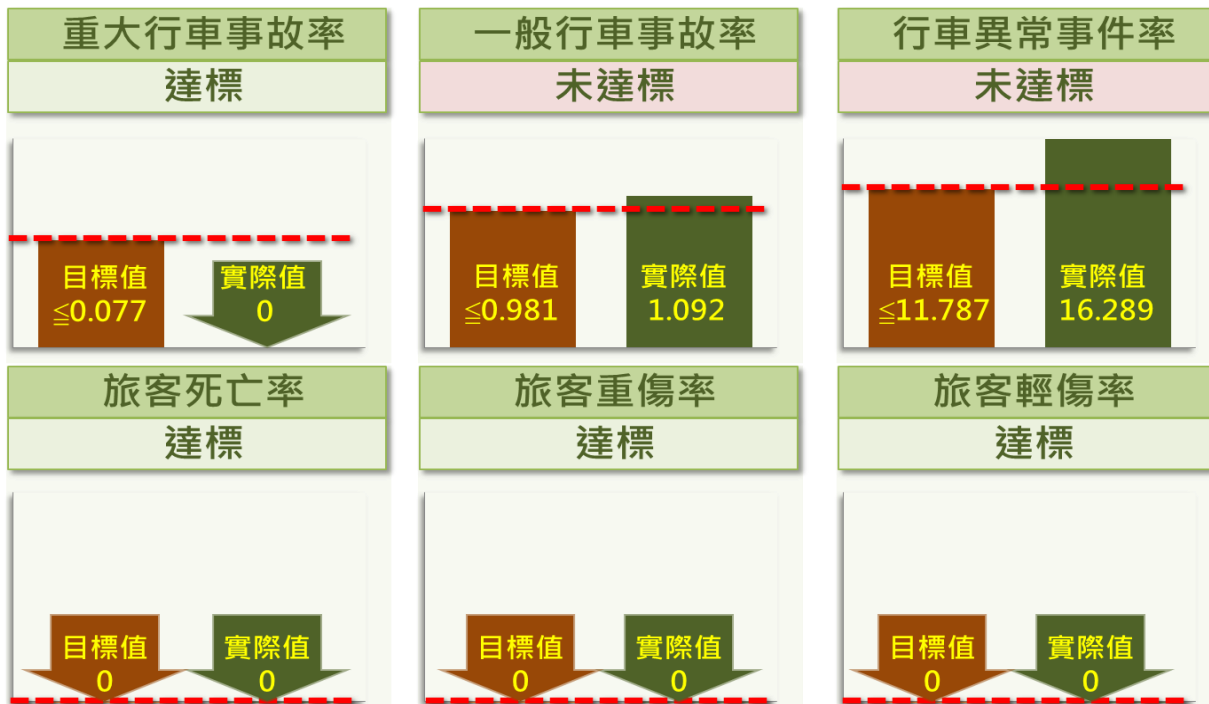 重大行車事故率
達標
目標值
≦0.077
實際值
0
一般行車事故率
未達標
目標值
≦0.981
實際值
1.092
行車異常事件率
未達標
目標值
≦11.787
實際值
16.289
旅客死亡率
達標
目標值
0
實際值
0
旅客重傷率
達標
目標值
0
實際值
0
旅客輕傷率
達標
目標值
0
實際值
0